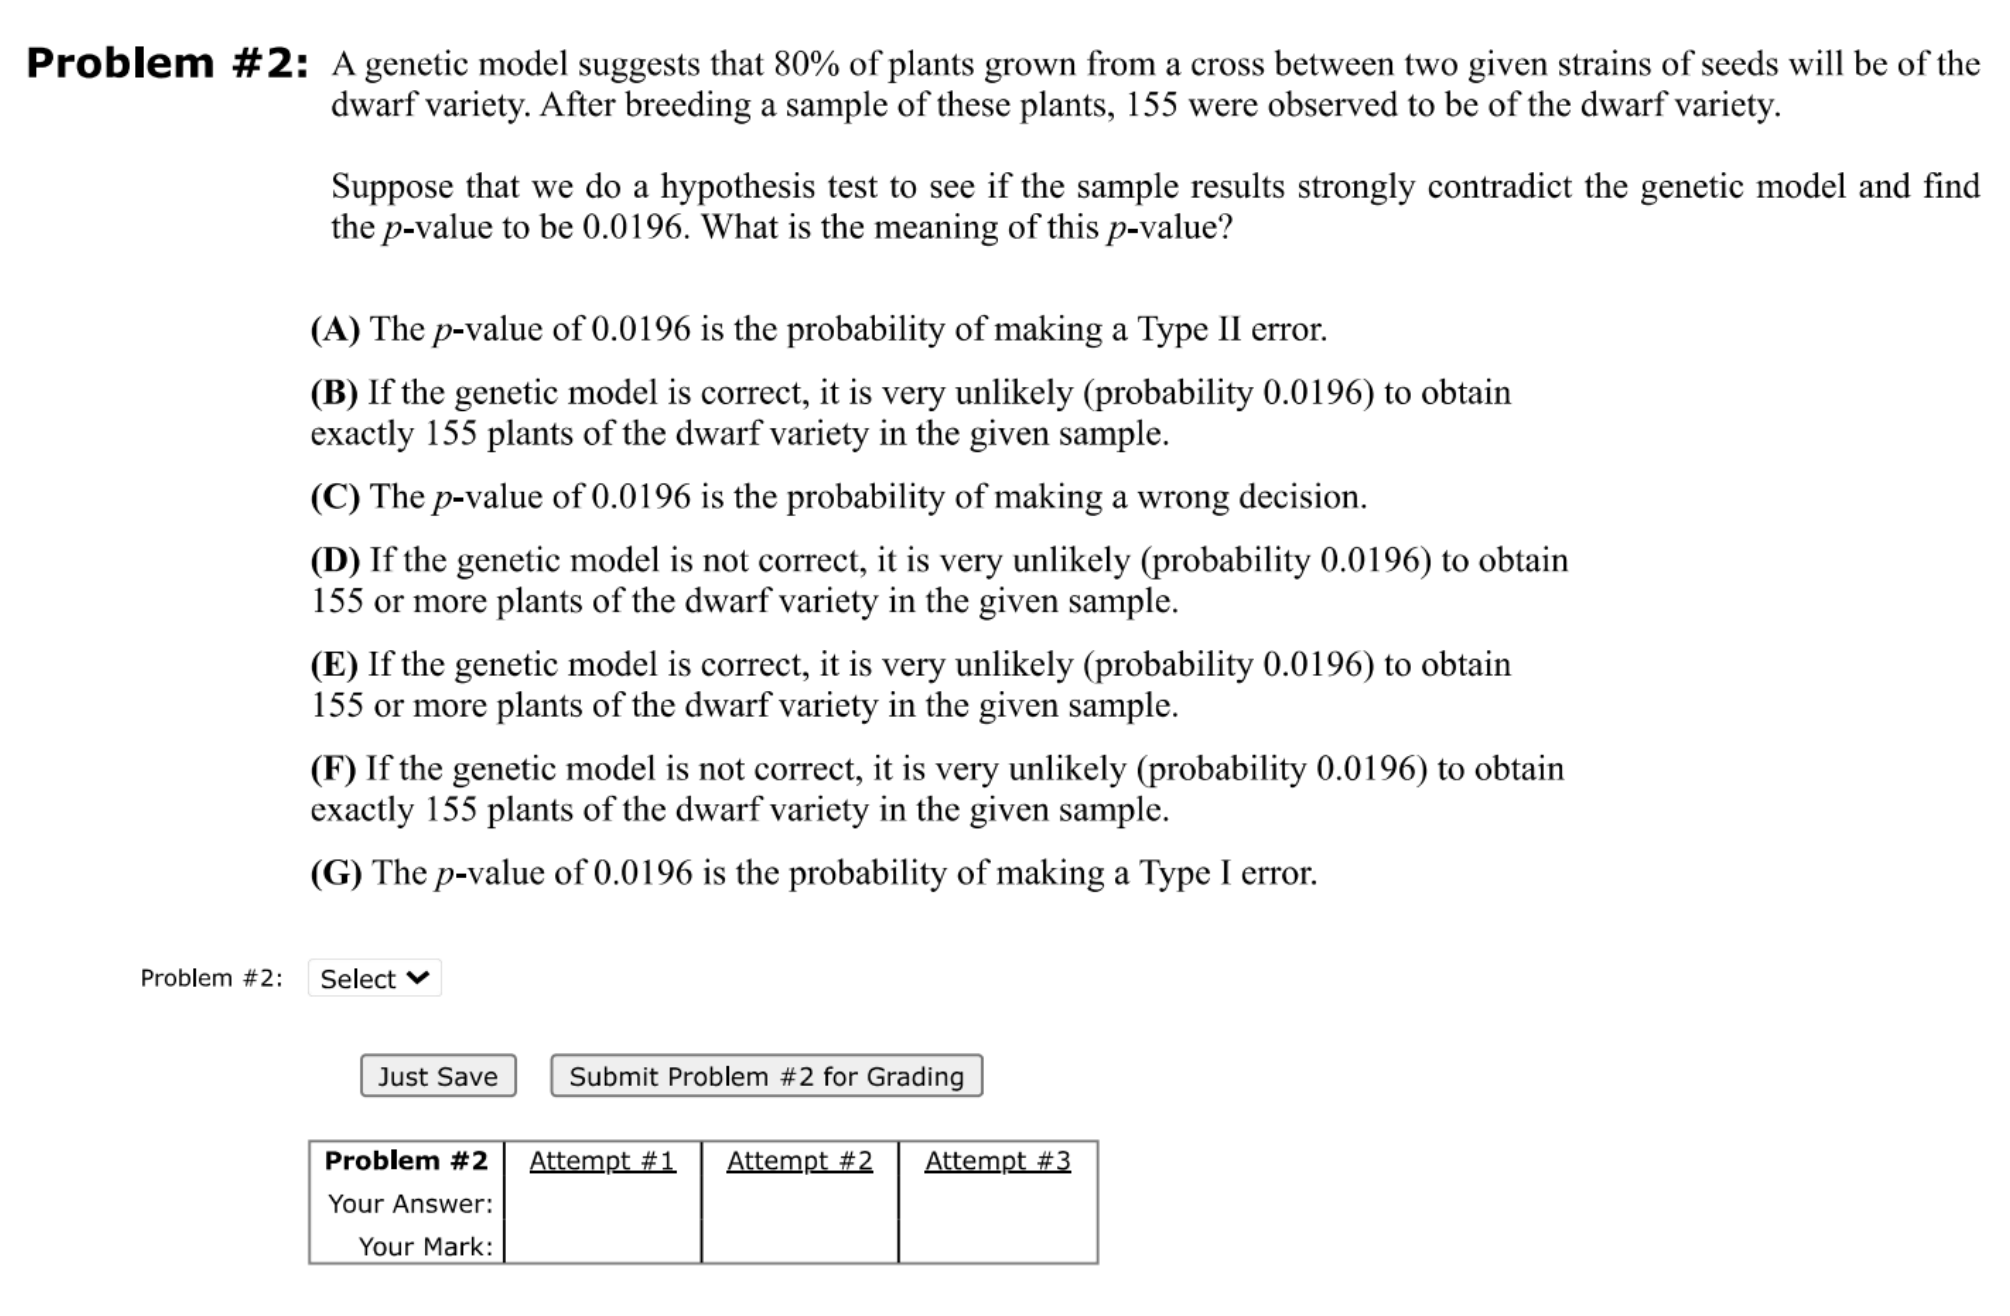 Problem #2: A genetic model suggests that 80% of plants grown from a cross between two given strains of seeds will be of the
dwarf variety. After breeding a sample of these plants, 155 were observed to be of the dwarf variety.
Suppose that we do a hypothesis test to see if the sample results strongly contradict the genetic model and find
the p-value to be 0.0196. What is the meaning of this p-value?
(A) The p-value of 0.0196 is the probability of making a Type II error.
(B) If the genetic model is correct, it is very unlikely (probability 0.0196) to obtain
exactly 155 plants of the dwarf variety in the given sample.
(C) The p-value of 0.0196 is the probability of making a wrong decision.
(D) If the genetic model is not correct, it is very unlikely (probability 0.0196) to obtain
155 or more plants of the dwarf variety in the given sample.
(E) If the genetic model is correct, it is very unlikely (probability 0.0196) to obtain
155 or more plants of the dwarf variety in the given sample.
(F) If the genetic model is not correct, it is very unlikely (probability 0.0196) to obtain
exactly 155 plants of the dwarf variety in the given sample.
(G) The p-value of 0.0196 is the probability of making a Type I error.
Problem #2: Select
Just Save Submit Problem #2 for Grading
Problem #2 Attempt #1 Attempt #2 Attempt #3
Your Answer:
Your Mark: